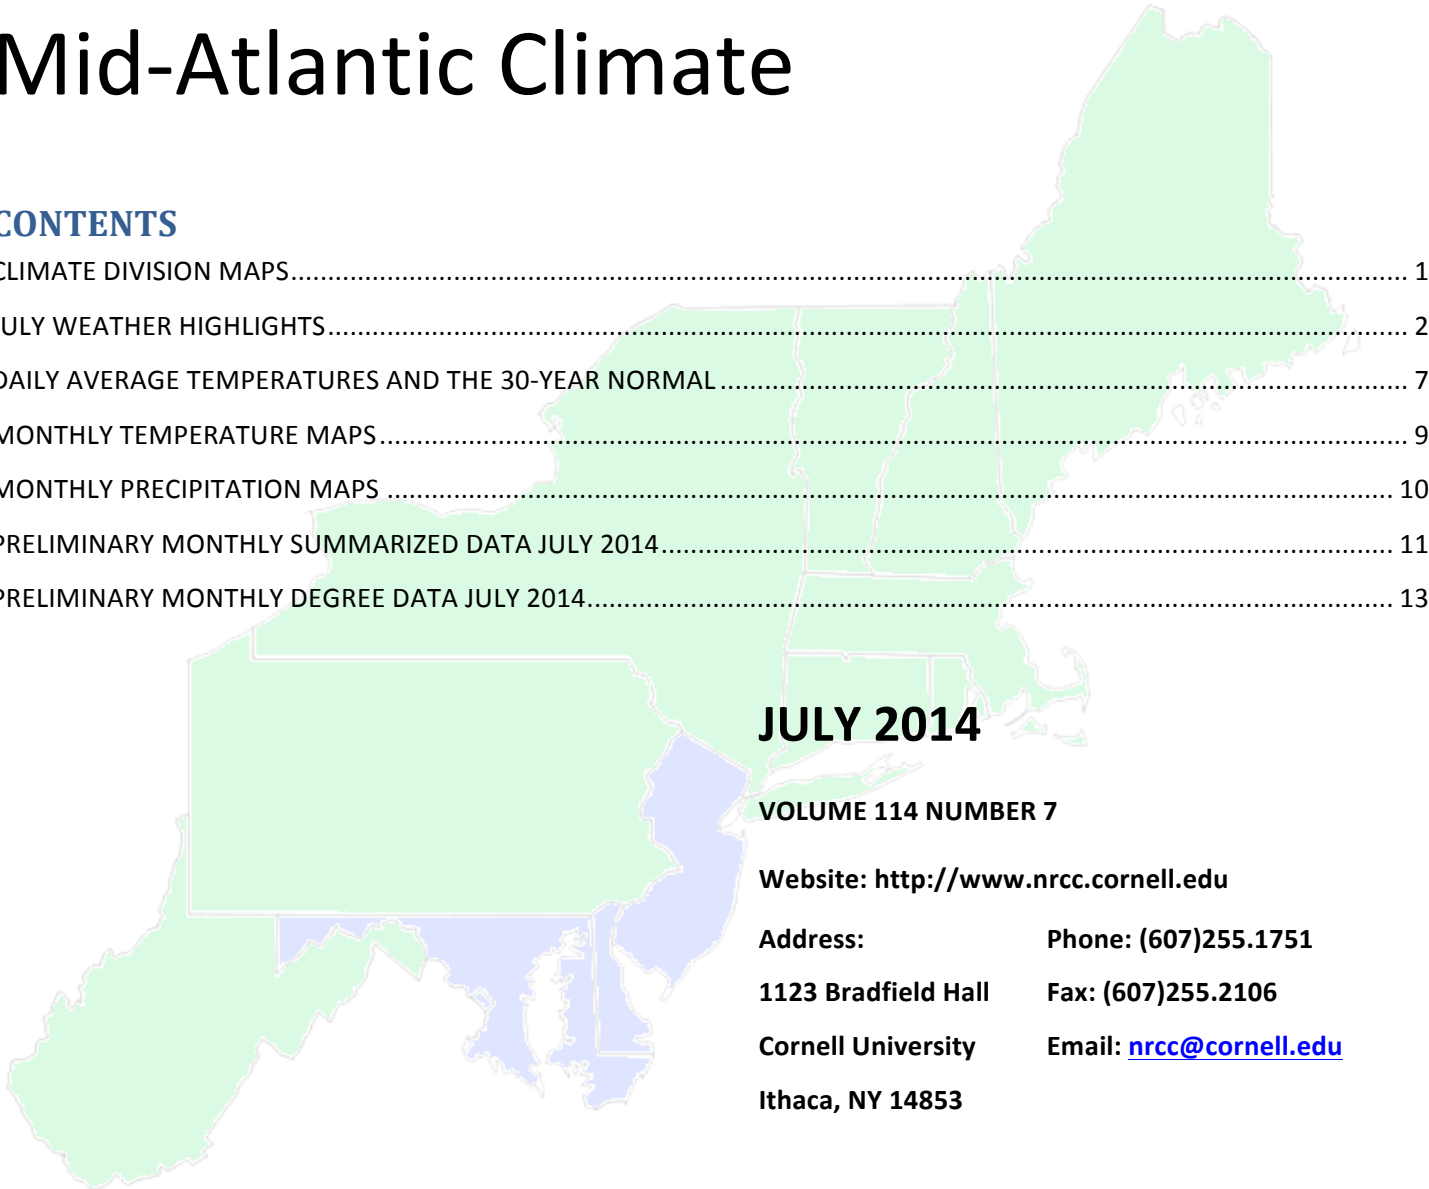 Mid-Atlantic Climate
CONTENTS
CLIMATE DIVISION MAPS........................................ 1
JULY WEATHER HIGHLIGHTS........................................ 2
DAILY AVERAGE TEMPERATURES AND THE 30-YEAR NORMAL........................................ 7
MONTHLY TEMPERATURE MAPS........................................ 9
MONTHLY PRECIPITATION MAPS........................................ 10
PRELIMINARY MONTHLY SUMMARIZED DATA JULY 2014........................................ 11
PRELIMINARY MONTHLY DEGREE DATA JULY 2014........................................ 13
JULY 2014
VOLUME 114 NUMBER 7
Website: http://www.nrcc.cornell.edu
Address: Phone: (607)255.1751
1123 Bradfield Hall Fax: (607)255.2106
Cornell University Email: nrcc@cornell.edu
Ithaca, NY 14853